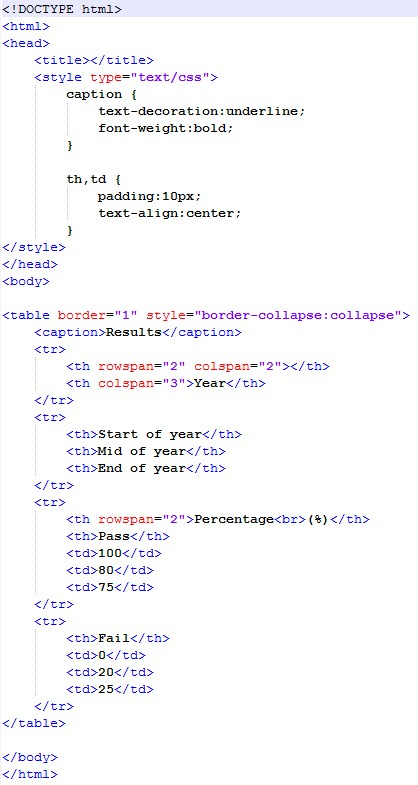 <!DOCTYPE html>
<html>
<head>
    <title></title>
    <style type="text/css">
        caption {
            text-decoration:underline;
            font-weight:bold;
        }

        th,td {
            padding:10px;
            text-align:center;
        }
</style>
</head>
<body>

<table border="1" style="border-collapse:collapse">
    <caption>Results</caption>
    <tr>
        <th rowspan="2" colspan="2"></th>
        <th colspan="3">Year</th>
    </tr>
    <tr>
        <th>Start of year</th>
        <th>Mid of year</th>
        <th>End of year</th>
    </tr>
    <tr>
        <th rowspan="2">Percentage<br>(%)</th>
        <th>Pass</th>
        <td>100</td>
        <td>80</td>
        <td>75</td>
    </tr>
    <tr>
        <th>Fail</th>
        <td>0</td>
        <td>20</td>
        <td>25</td>
    </tr>
</table>

</body>
</html>